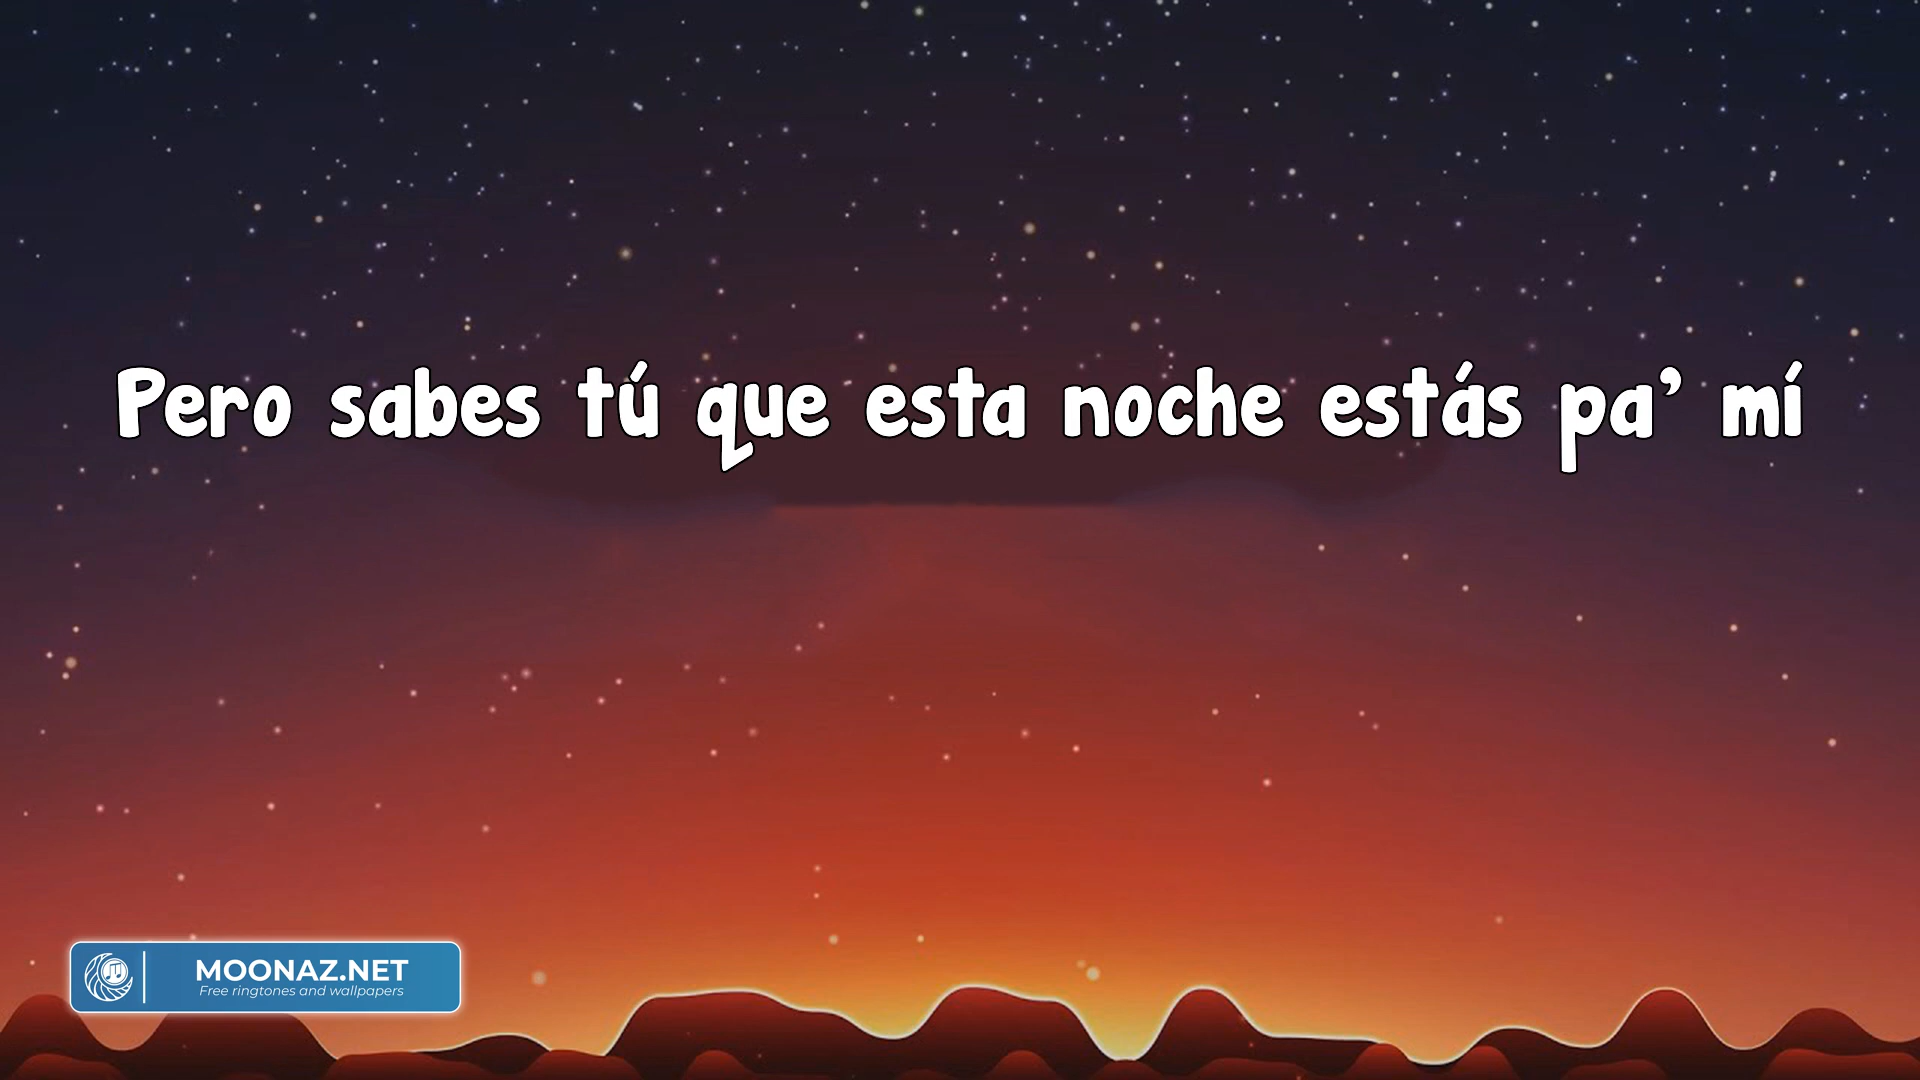 Pero sabes tú que esta noche estás pa’ mí
MOONAZ.NET
Free ringtones and wallpapers